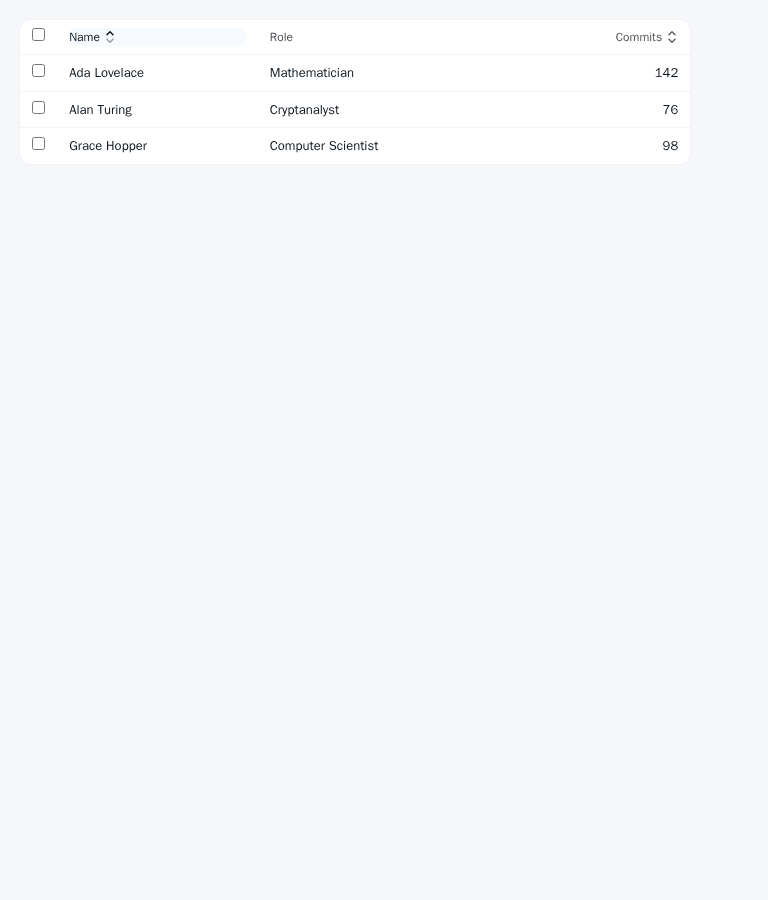 Name Role Commits
Ada Lovelace Mathematician 142
Alan Turing Cryptanalyst 76
Grace Hopper Computer Scientist 98